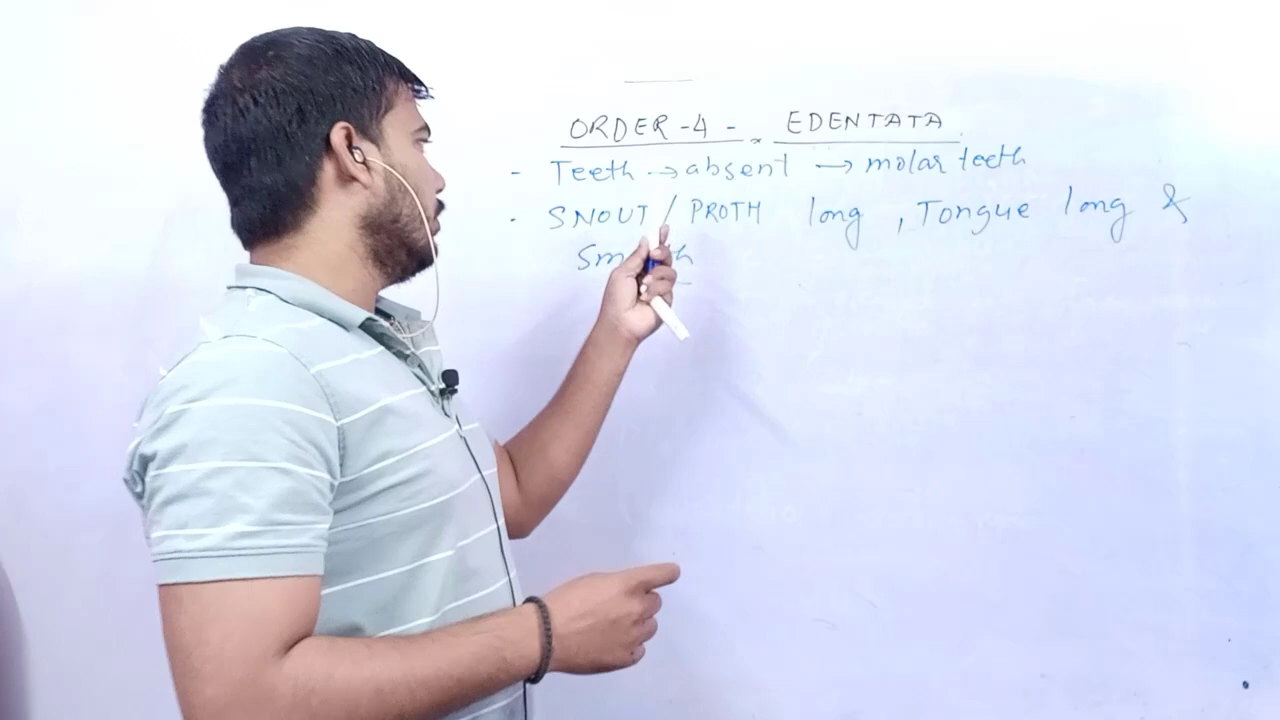 ORDER-4 - EDENTATA
- Teeth → absent → molar teeth
- SNOUT / PROTH long , Tongue long &